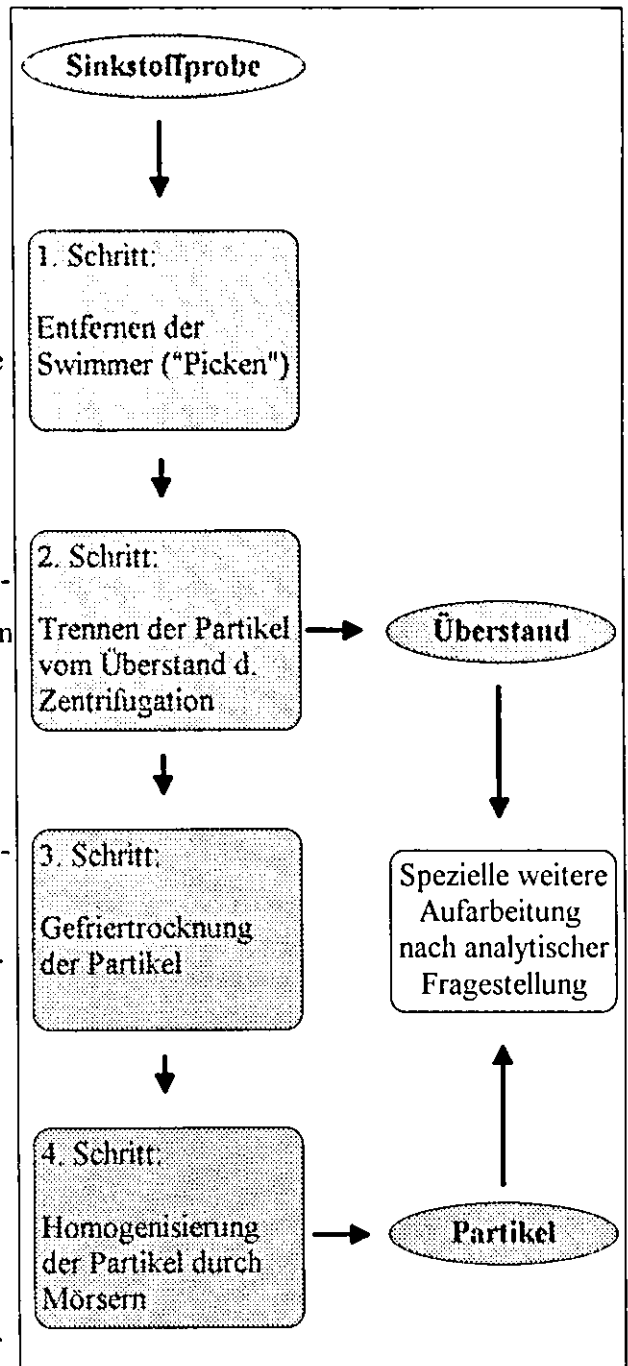 Sinkstoffprobe
1. Schritt:
Entfernen der
Swimmer ("Picken")
2. Schritt:
Trennen der Partikel
vom Überstand d.
Zentrifugation
Überstand
3. Schritt:
Gefriertrocknung
der Partikel
Spezielle weitere
Aufarbeitung
nach analytischer
Fragestellung
4. Schritt:
Homogenisierung
der Partikel durch
Mörsern
Partikel